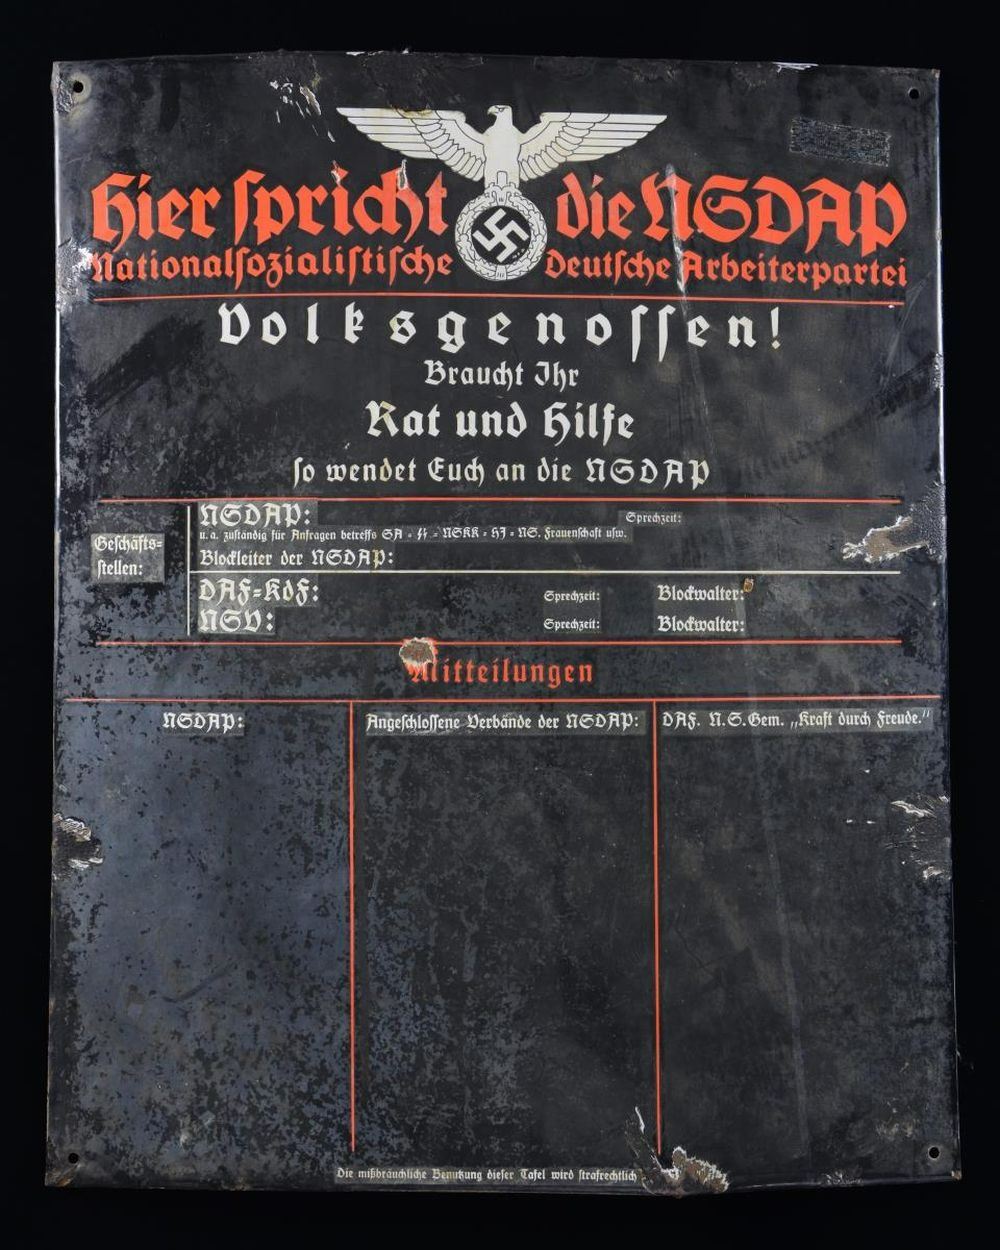 Hier spricht die NSDAP
Nationalsozialistische Deutsche Arbeiterpartei
Volksgenossen!
Braucht Ihr
Rat und Hilfe
so wendet Euch an die NSDAP
Geschäfts=
stellen:
NSDAP: Sprechzeit:
u. a. zuständig für Anfragen betreffs SA = SS = NSKK = HJ = NS. Frauenschaft usw.
Blockleiter der NSDAP:
DAF=KdF: Sprechzeit: Blockwalter:
NSV: Sprechzeit: Blockwalter:
Mitteilungen
NSDAP: Angeschlossene Verbände der NSDAP: DAF. N.S.Gem. „Kraft durch Freude."
Die mißbräuchliche Benutzung dieser Tafel wird strafrechtlich